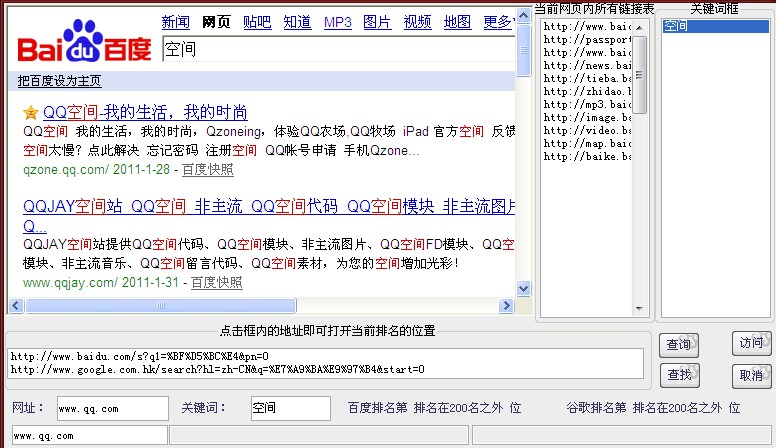 当前网页内所有链接表
关键词框
新闻 网页 贴吧 知道 MP3 图片 视频 地图 更多
Bai du 百度
空间
把百度设为主页
QQ空间-我的生活，我的时尚
QQ空间 我的生活，我的时尚，Qzoneing，体验QQ农场,QQ牧场 iPad 官方空间 反馈
空间太慢？点此解决 忘记密码 注册空间 QQ帐号申请 手机Qzone...
qzone.qq.com/ 2011-1-28 - 百度快照
QQJAY空间站_QQ空间_非主流_QQ空间代码_QQ空间模块_非主流图片
Q...
QQJAY空间站提供QQ空间代码、QQ空间模块、非主流图片、QQ空间FD模块、QQ空
模块、非主流音乐、QQ空间留言代码、QQ空间素材，为您的空间增加光彩!
www.qqjay.com/ 2011-1-31 - 百度快照
http://www.baid
http://passport
http://www.baid
http://news.bai
http://tieba.ba
http://zhidao.b
http://mp3.baid
http://image.ba
http://video.ba
http://map.baid
http://baike.ba
空间
点击框内的地址即可打开当前排名的位置
http://www.baidu.com/s?q1=%BF%D5%BC%E4&pn=0
http://www.google.com.hk/search?hl=zh-CN&q=%E7%A9%BA%E9%97%B4&start=0
查询
访问
查找
取消
网址： www.qq.com 关键词： 空间 百度排名第 排名在200名之外 位 谷歌排名第 排名在200名之外 位
www.qq.com